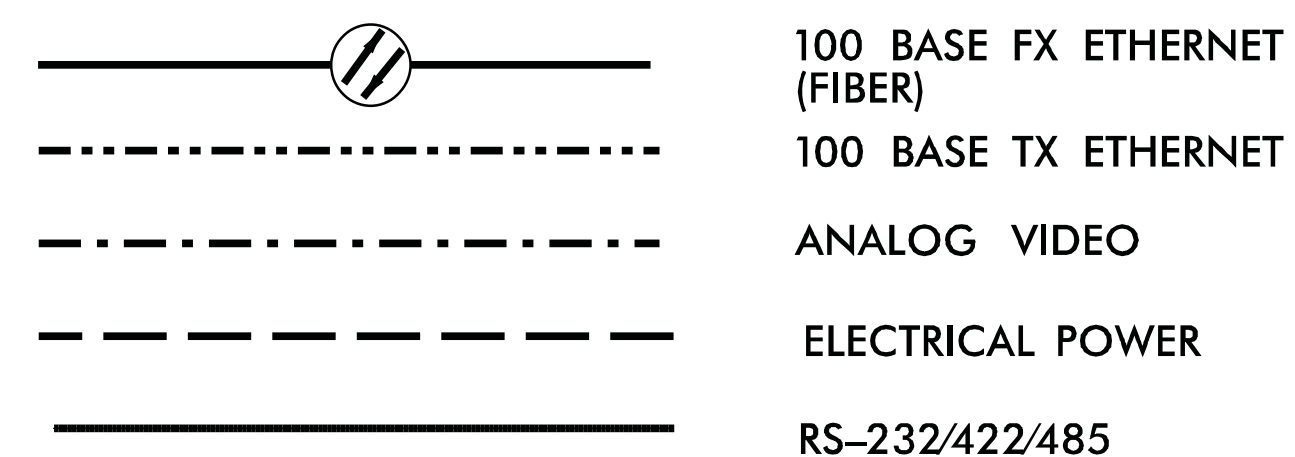 100 BASE FX ETHERNET
(FIBER)
100 BASE TX ETHERNET
ANALOG VIDEO
ELECTRICAL POWER
RS–232/422/485